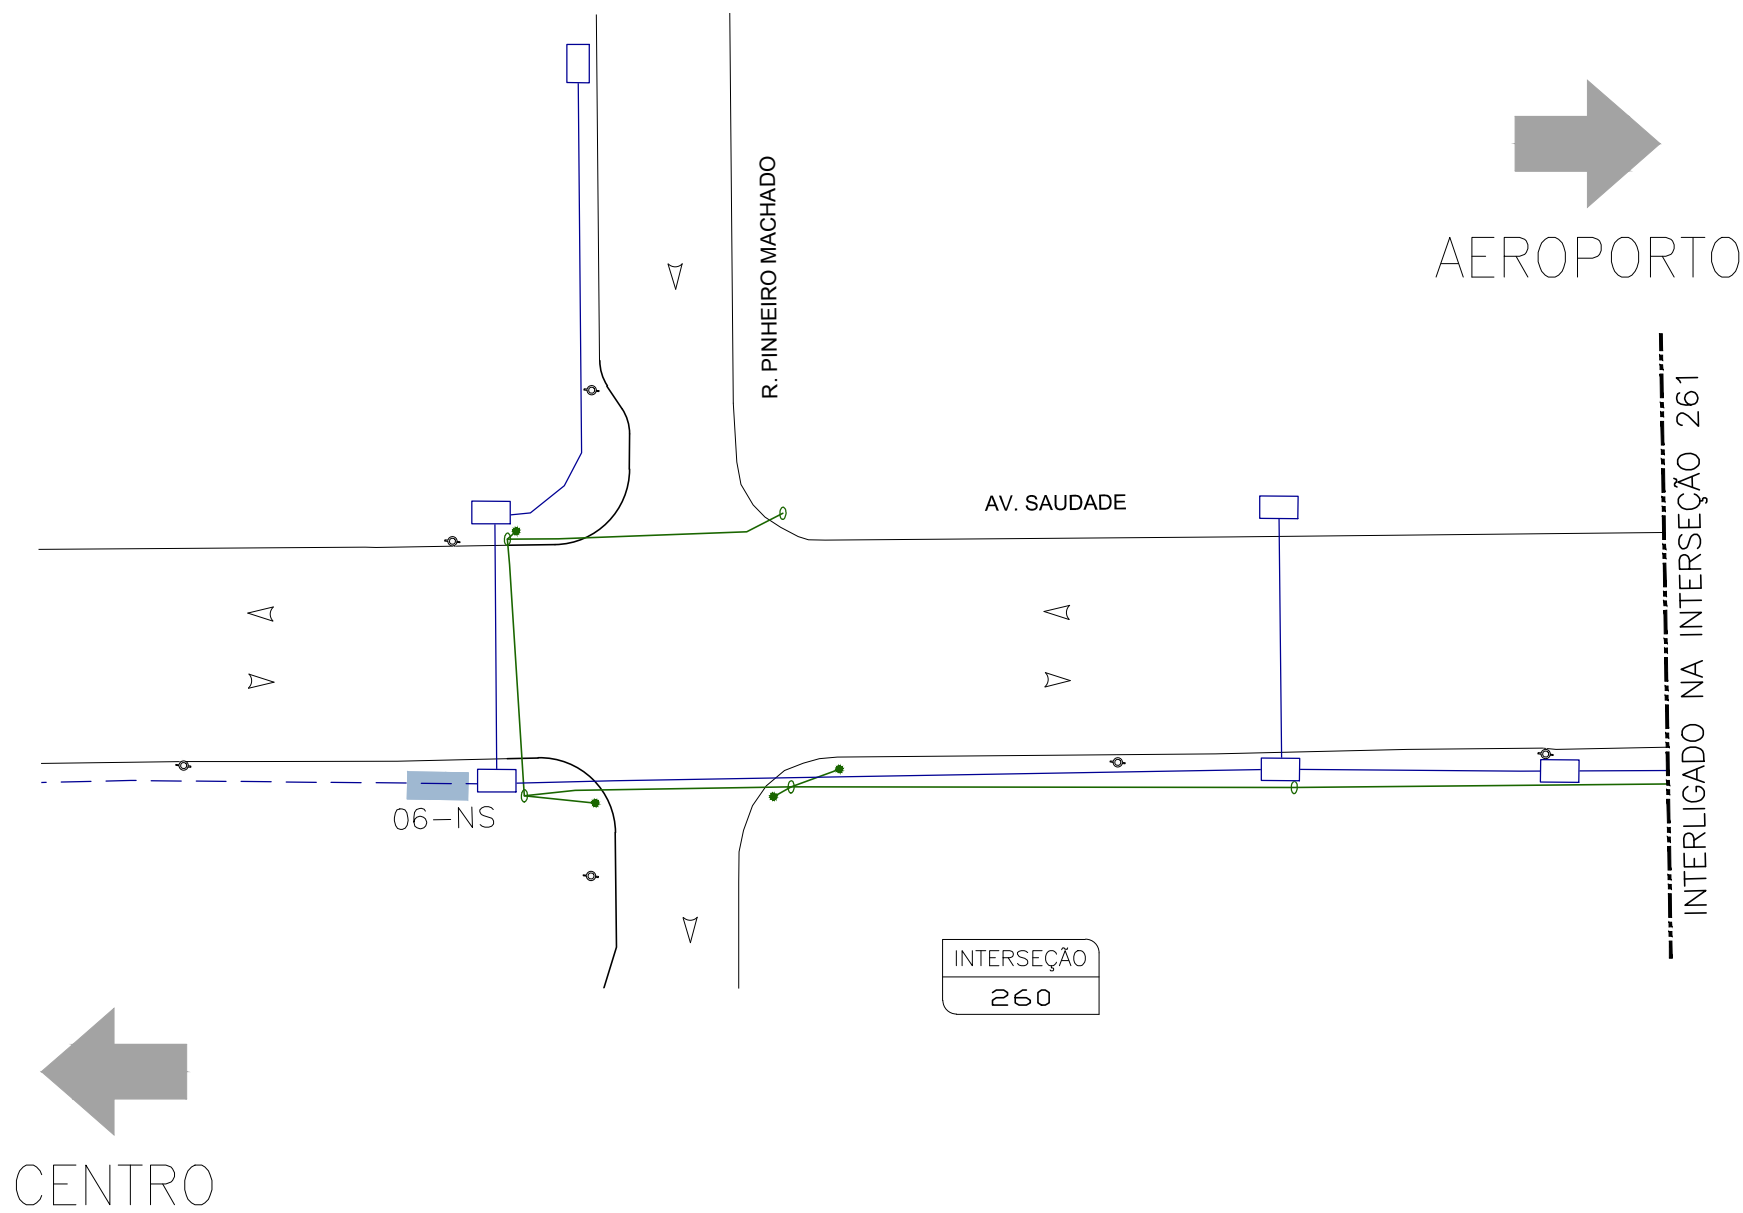 R. PINHEIRO MACHADO
AEROPORTO
AV. SAUDADE
INTERLIGADO NA INTERSEÇÃO 261
06-NS
INTERSEÇÃO
260
CENTRO